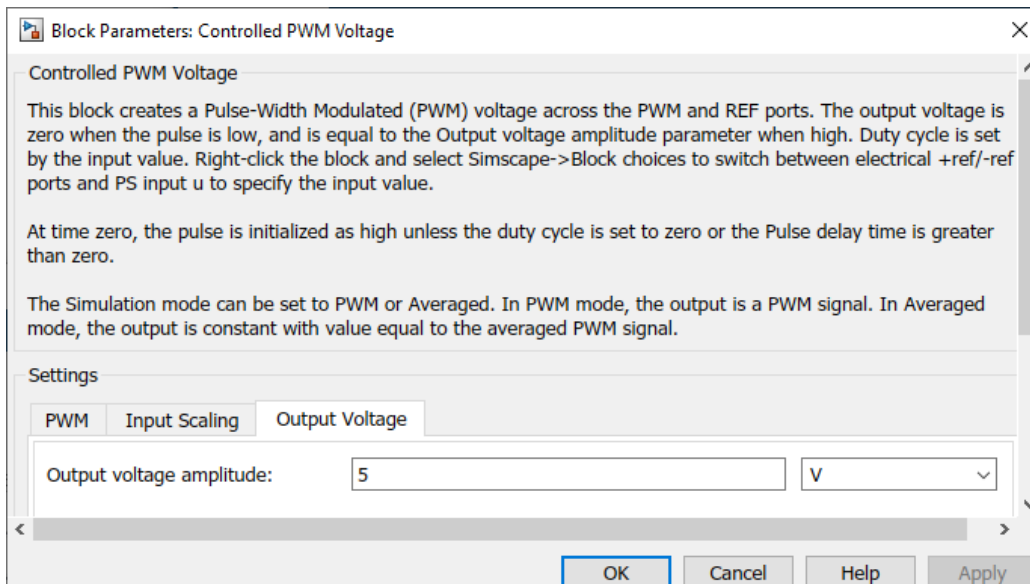 Block Parameters: Controlled PWM Voltage
Controlled PWM Voltage
This block creates a Pulse-Width Modulated (PWM) voltage across the PWM and REF ports. The output voltage is
zero when the pulse is low, and is equal to the Output voltage amplitude parameter when high. Duty cycle is set
by the input value. Right-click the block and select Simscape->Block choices to switch between electrical +ref/-ref
ports and PS input u to specify the input value.
At time zero, the pulse is initialized as high unless the duty cycle is set to zero or the Pulse delay time is greater
than zero.
The Simulation mode can be set to PWM or Averaged. In PWM mode, the output is a PWM signal. In Averaged
mode, the output is constant with value equal to the averaged PWM signal.
Settings
PWM Input Scaling Output Voltage
Output voltage amplitude: 5 V
OK Cancel Help Apply